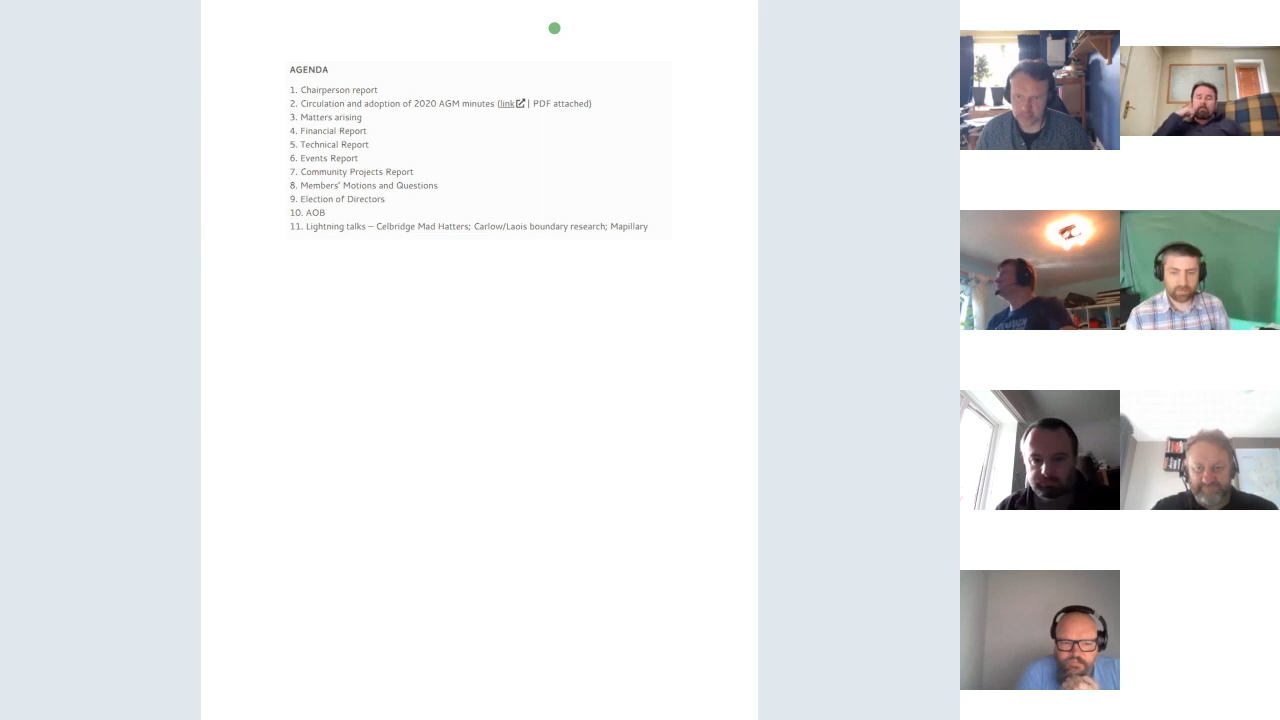 AGENDA
1. Chairperson report
2. Circulation and adoption of 2020 AGM minutes (link | PDF attached)
3. Matters arising
4. Financial Report
5. Technical Report
6. Events Report
7. Community Projects Report
8. Members' Motions and Questions
9. Election of Directors
10. AOB
11. Lightning talks – Celbridge Mad Hatters; Carlow/Laois boundary research; Mapillary